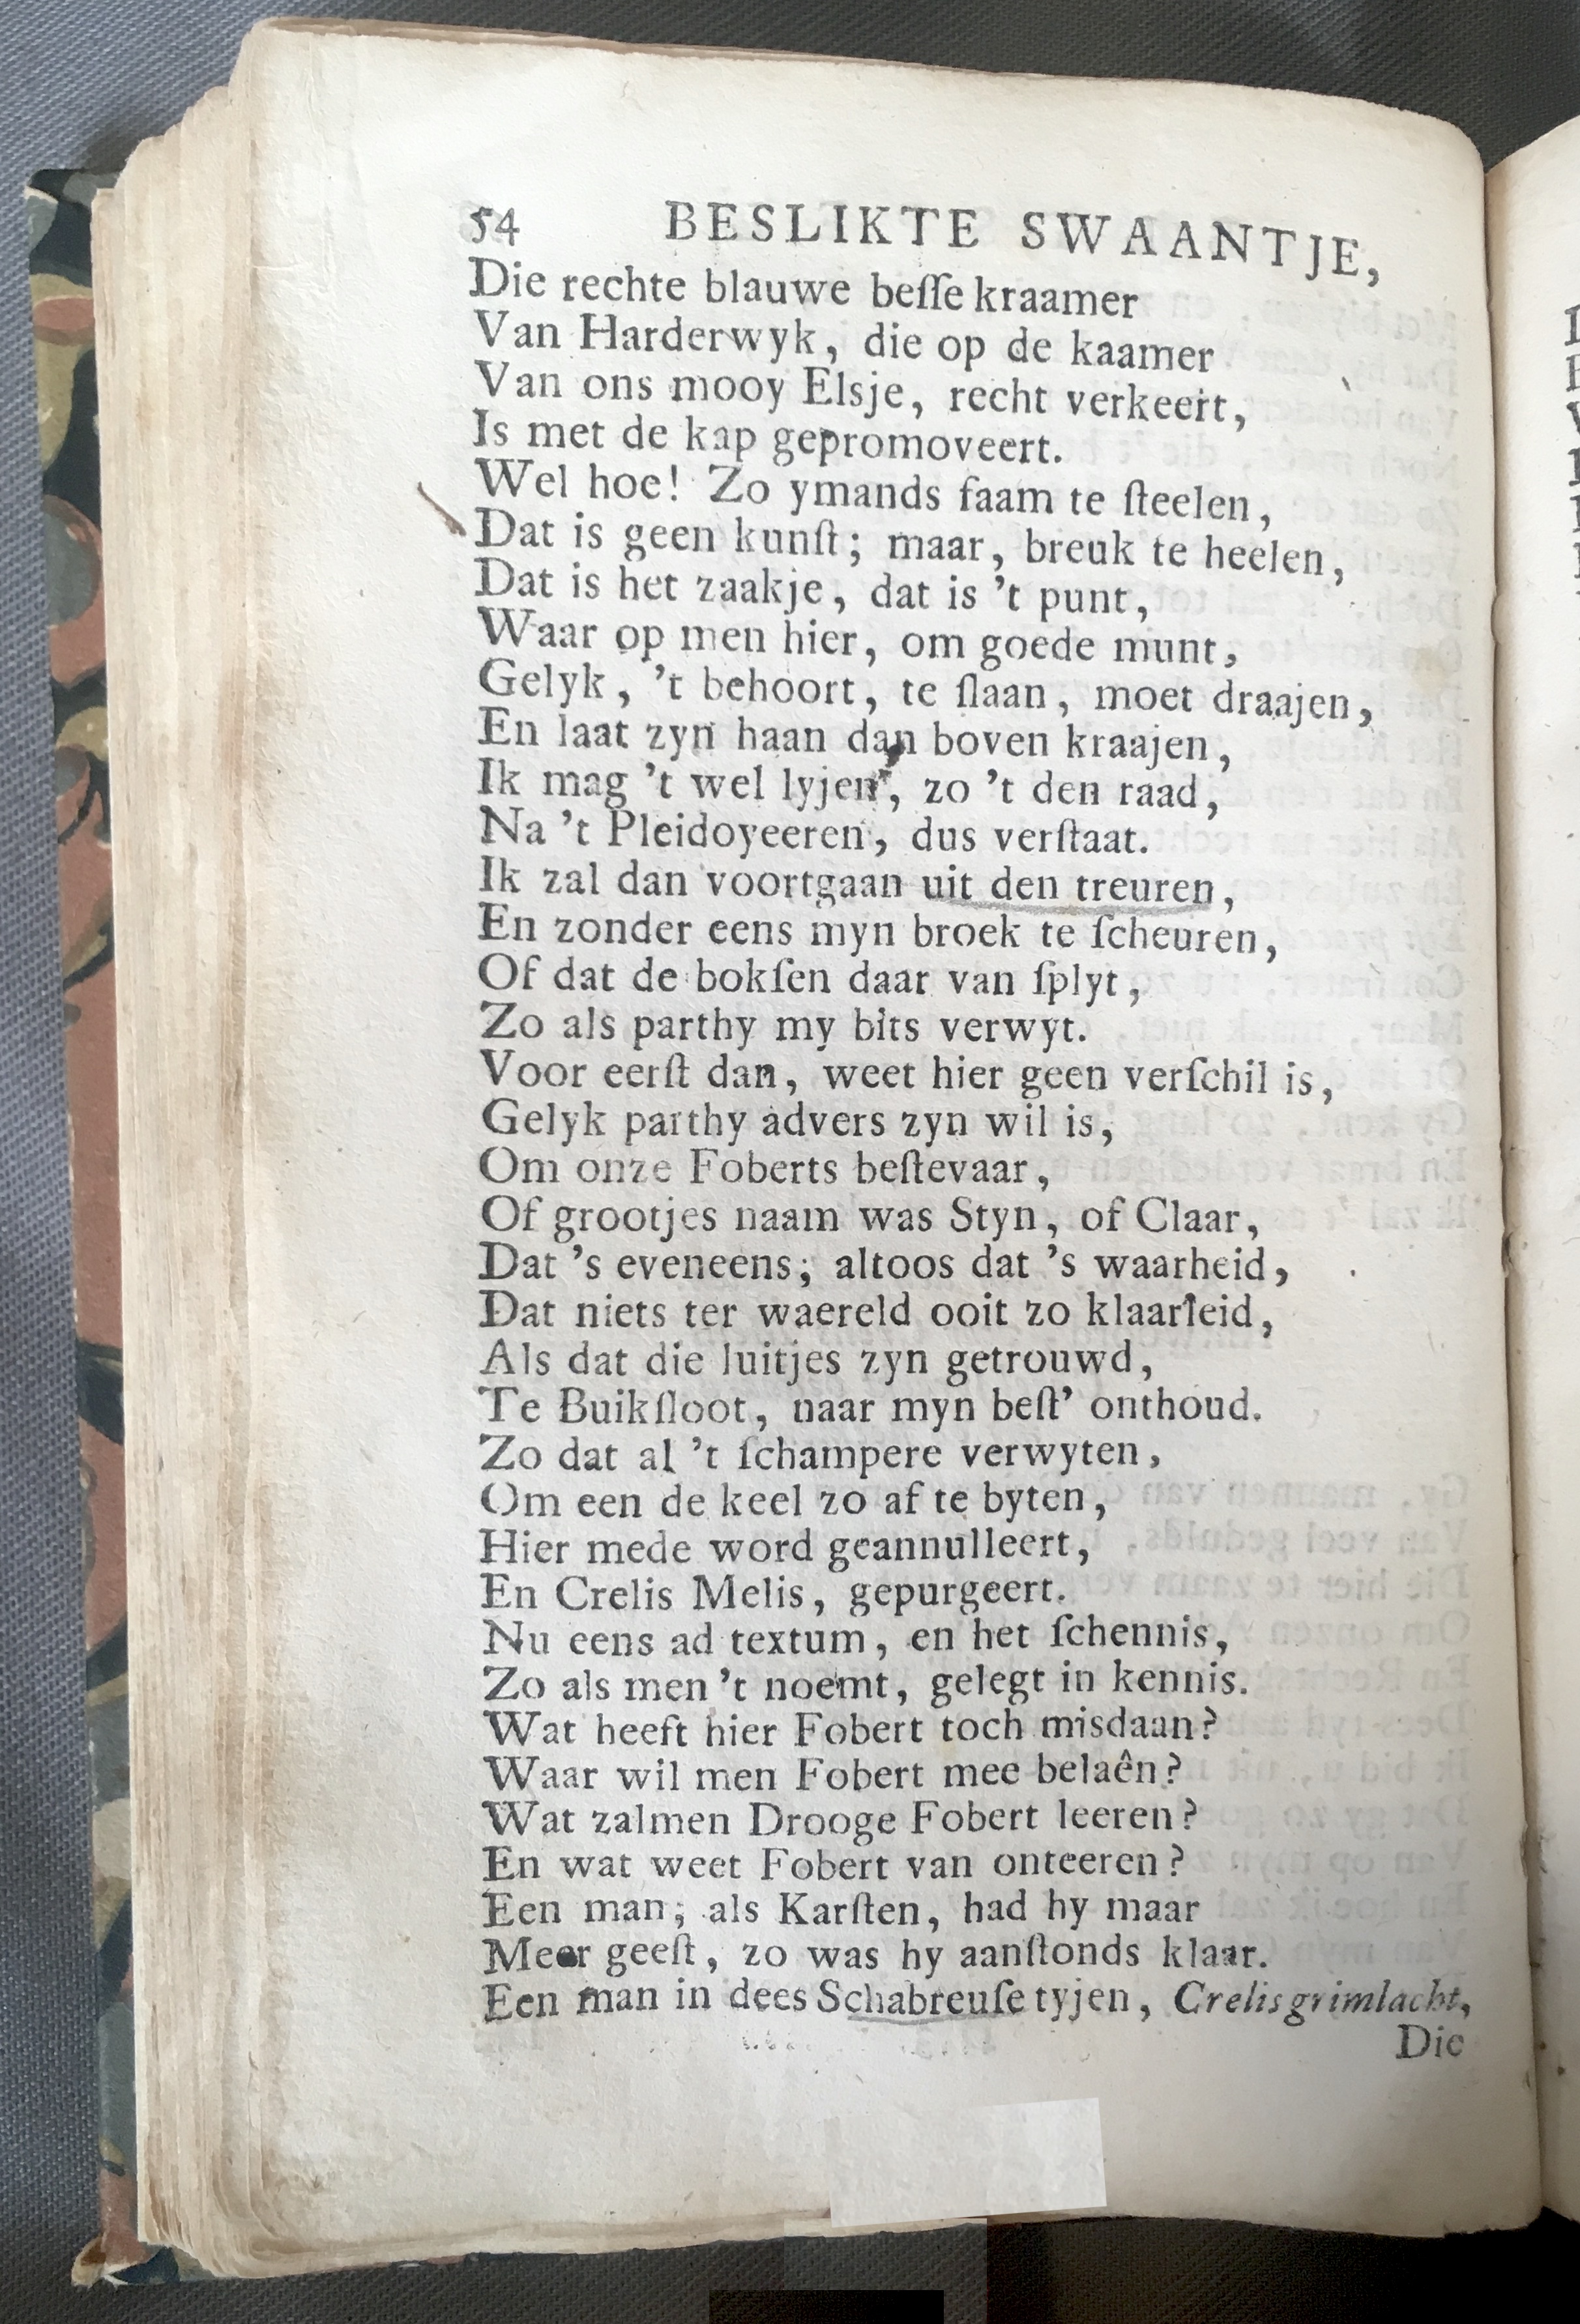 54 BESLIKTE SWAANTJE,
Die rechte blauwe beſſe kraamer
Van Harderwyk, die op de kaamer
Van ons mooy Elsje, recht verkeert,
Is met de kap gepromoveert.
Wel hoe! Zo ymands faam te ſteelen,
Dat is geen kunſt; maar, breuk te heelen,
Dat is het zaakje, dat is 't punt,
Waar op men hier, om goede munt,
Gelyk, 't behoort, te ſlaan, moet draajen,
En laat zyn haan dan boven kraajen,
Ik mag 't wel lyjen, zo 't den raad,
Na 't Pleidoyeeren, dus verſtaat.
Ik zal dan voortgaan uit den treuren,
En zonder eens myn broek te ſcheuren,
Of dat de bokſen daar van ſplyt,
Zo als parthy my bits verwyt.
Voor eerſt dan, weet hier geen verſchil is,
Gelyk parthy advers zyn wil is,
Om onze Foberts beſtevaar,
Of grootjes naam was Styn, of Claar,
Dat 's eveneens; altoos dat 's waarheid,
Dat niets ter waereld ooit zo klaarleid,
Als dat die luitjes zyn getrouwd,
Te Buikſloot, naar myn beſt' onthoud.
Zo dat al 't ſchampere verwyten,
Om een de keel zo af te byten,
Hier mede word geannulleert,
En Crelis Melis, gepurgeert.
Nu eens ad textum, en het ſchennis,
Zo als men 't noemt, gelegt in kennis.
Wat heeft hier Fobert toch misdaan?
Waar wil men Fobert mee belaên?
Wat zalmen Drooge Fobert leeren?
En wat weet Fobert van onteeren?
Een man, als Karſten, had hy maar
Meer geeſt, zo was hy aanſtonds klaar.
Een man in dees Schabreuſe tyjen, Crelis grimlacht,
Die